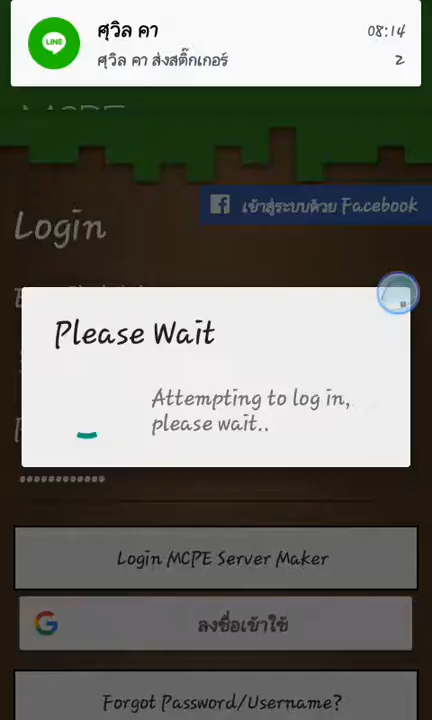 ศุวิล คา
08:14
LINE
ศุวิล คา ส่งสติ๊กเกอร์
2
MCPE
เข้าสู่ระบบด้วย Facebook
Login
Please Wait
Attempting to log in,
please wait..
Login MCPE Server Maker
ลงชื่อเข้าใช้
Forgot Password/Username?